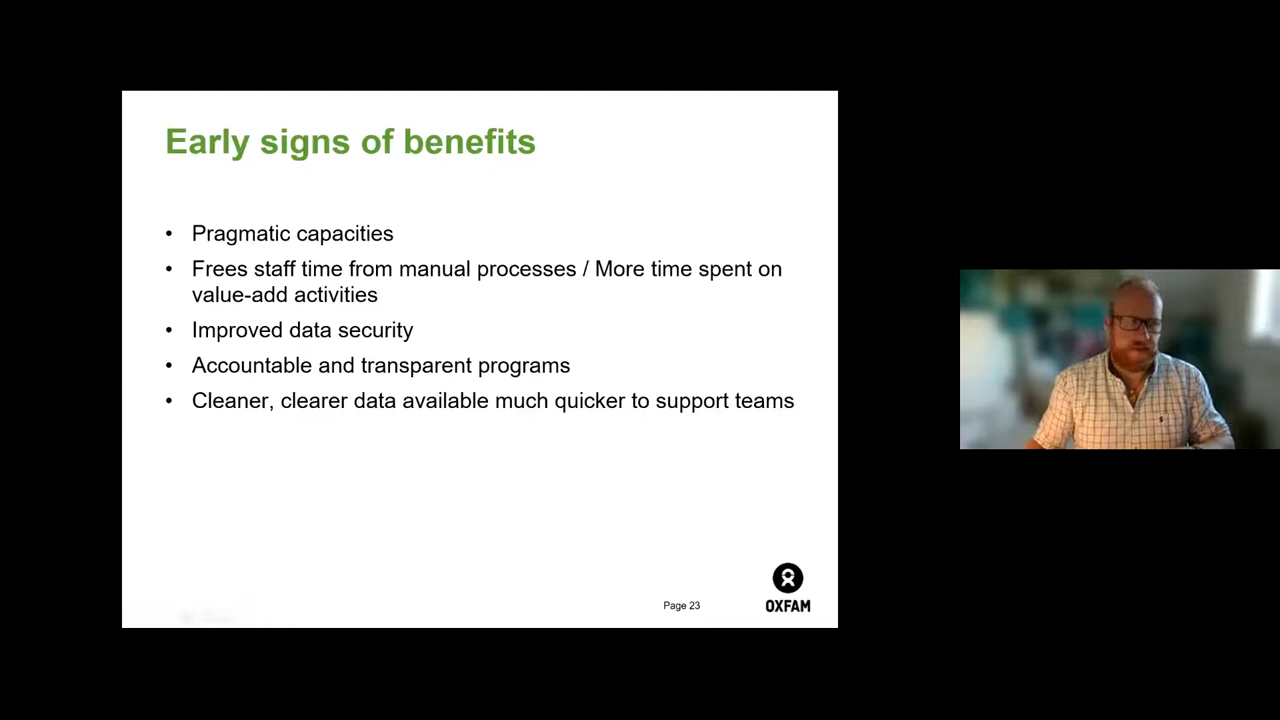 Early signs of benefits
• Pragmatic capacities
• Frees staff time from manual processes / More time spent on
value-add activities
• Improved data security
• Accountable and transparent programs
• Cleaner, clearer data available much quicker to support teams
Page 23
OXFAM